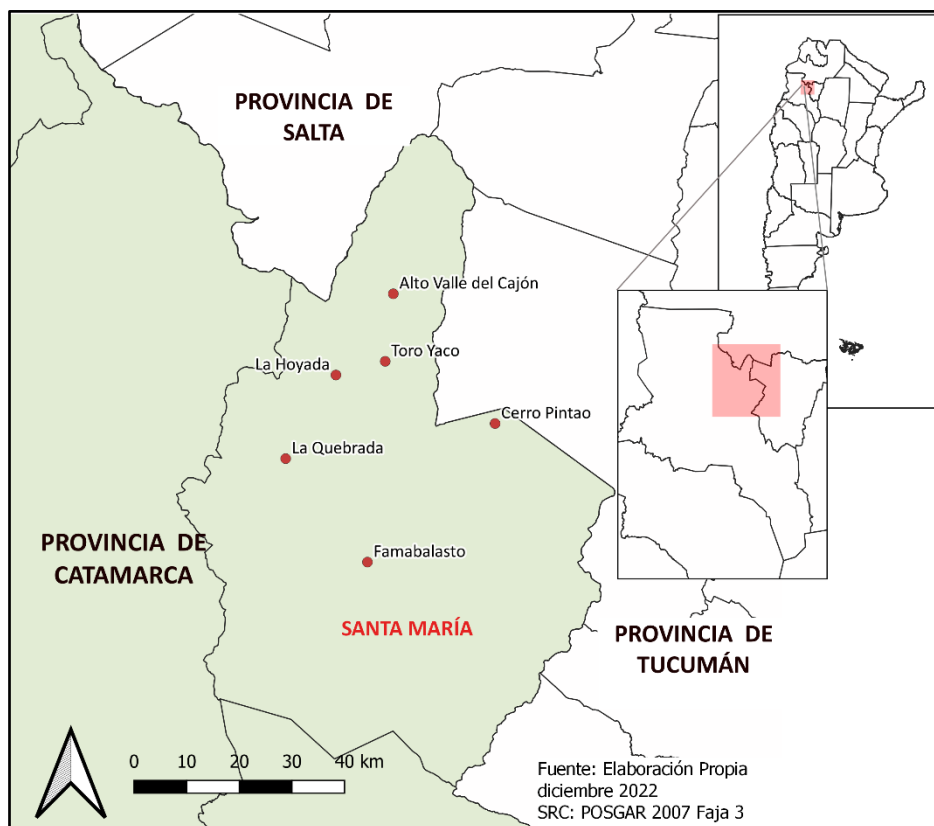 PROVINCIA DE
SALTA
Alto Valle del Cajón
Toro Yaco
La Hoyada
Cerro Pintao
La Quebrada
PROVINCIA DE
CATAMARCA
Famabalasto
SANTA MARÍA
PROVINCIA DE
TUCUMÁN
0 10 20 30 40 km
Fuente: Elaboración Propia
diciembre 2022
SRC: POSGAR 2007 Faja 3